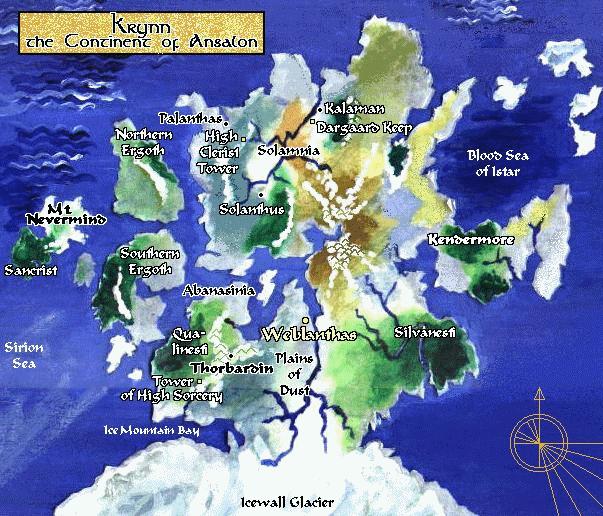 Krynn
the Continent of Ansalon
Palanthas
Kalaman
Dargaard Keep
Northern
Ergoth
High
Clerist
Tower
Solamnia
Blood Sea
of Istar
Mt
Nevermind
Solanthus
Kendermore
Sancrist
Southern
Ergoth
Abanasinia
Sirion
Sea
Qua-
linesti
Weblanthas
Silvanesti
Thorbardin
Plains
of
Dust
Tower
of High Sorcery
Ice Mountain Bay
Icewall Glacier